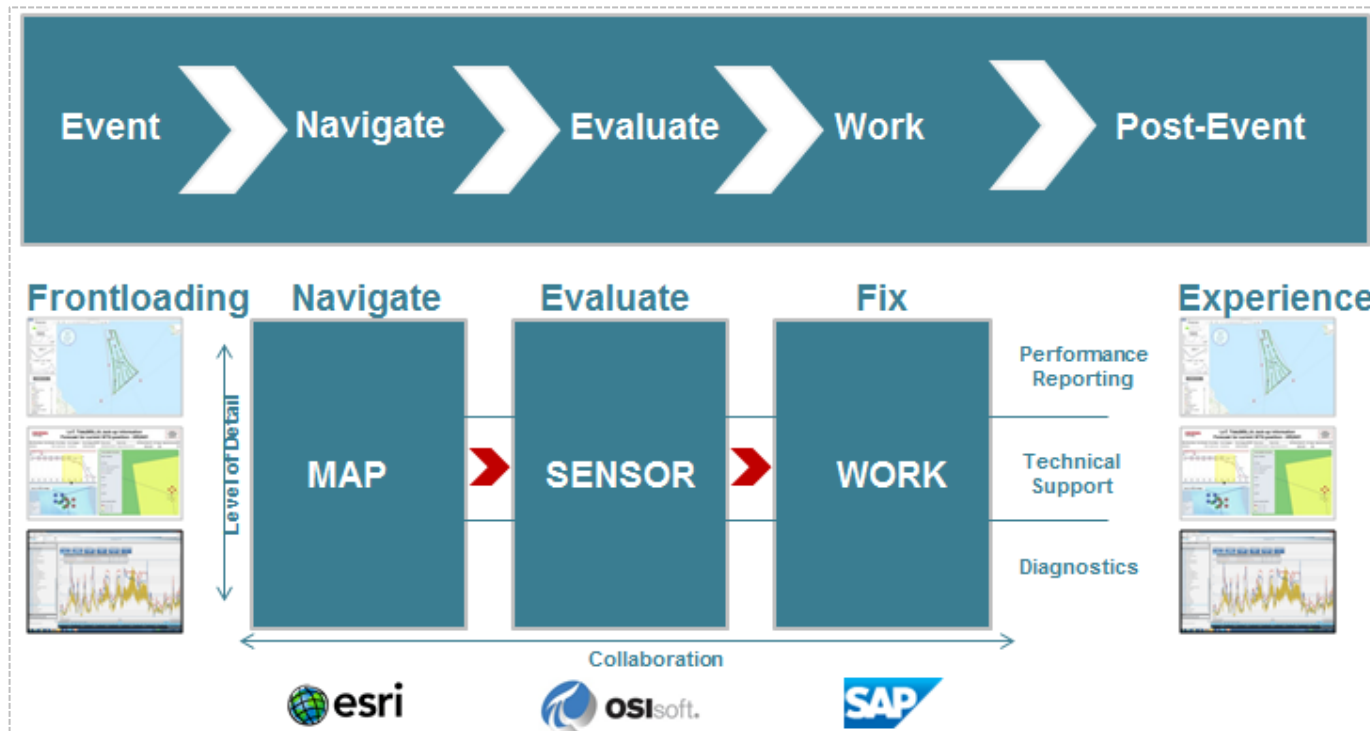 Event
Navigate
Evaluate
Work
Post-Event
Frontloading
Navigate
Evaluate
Fix
Experience
Level of Detail
MAP
SENSOR
WORK
Performance
Reporting
Technical
Support
Diagnostics
Collaboration
esri
OSIsoft.
SAP